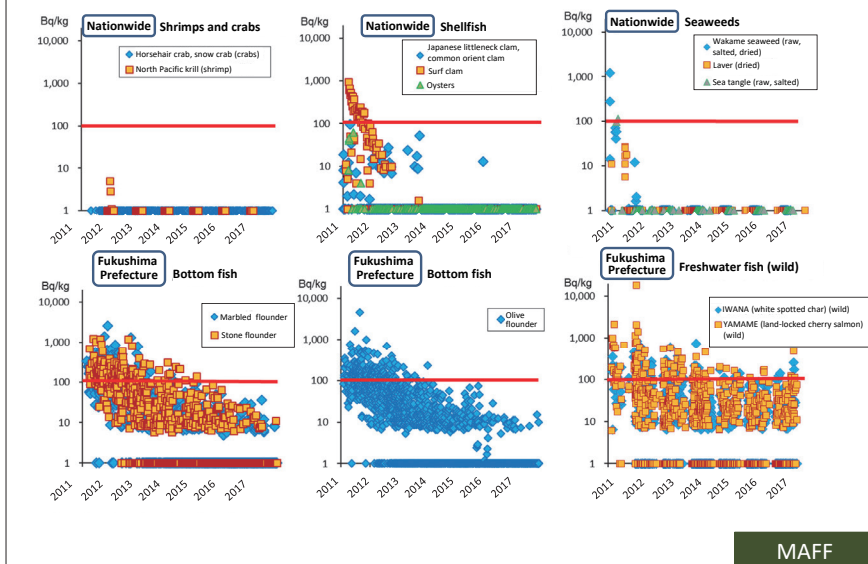 Bq/kg
Nationwide Shrimps and crabs
10,000
1,000
100
10
1
2011 2012 2013 2014 2015 2016 2017
Horsehair crab, snow crab (crabs)
North Pacific krill (shrimp)
Bq/kg
Nationwide Shellfish
10,000
1,000
100
10
1
2011 2012 2013 2014 2015 2016 2017
Japanese littleneck clam,
common orient clam
Surf clam
Oysters
Bq/kg
Nationwide Seaweeds
10,000
1,000
100
10
1
2011 2012 2013 2014 2015 2016 2017
Wakame seaweed (raw,
salted, dried)
Laver (dried)
Sea tangle (raw, salted)
Fukushima
Prefecture Bottom fish
Bq/kg
10,000
1,000
100
10
1
2011 2012 2013 2014 2015 2016 2017
Marbled flounder
Stone flounder
Fukushima
Prefecture Bottom fish
Bq/kg
10,000
1,000
100
10
1
2011 2012 2013 2014 2015 2016 2017
Olive
flounder
Fukushima
Prefecture Freshwater fish (wild)
Bq/kg
10,000
1,000
100
10
1
2011 2012 2013 2014 2015 2016 2017
IWANA (white spotted char) (wild)
YAMAME (land-locked cherry salmon)
(wild)
MAFF